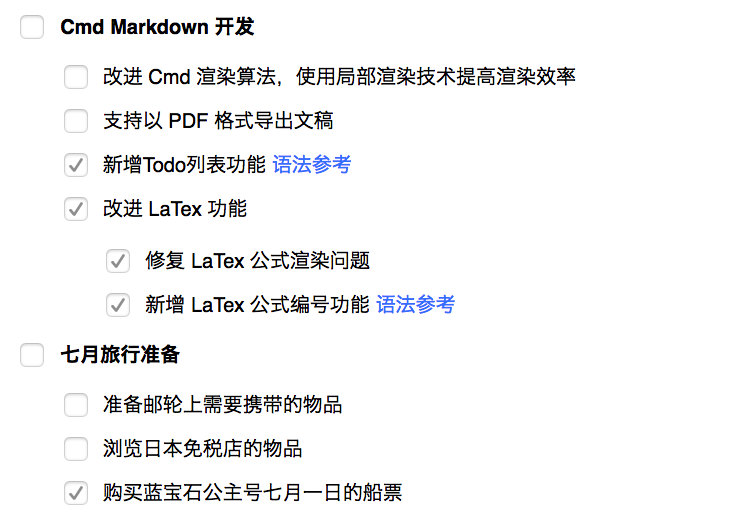 Cmd Markdown 开发
改进 Cmd 渲染算法，使用局部渲染技术提高渲染效率
支持以 PDF 格式导出文稿
新增Todo列表功能 语法参考
改进 LaTex 功能
修复 LaTex 公式渲染问题
新增 LaTex 公式编号功能 语法参考
七月旅行准备
准备邮轮上需要携带的物品
浏览日本免税店的物品
购买蓝宝石公主号七月一日的船票